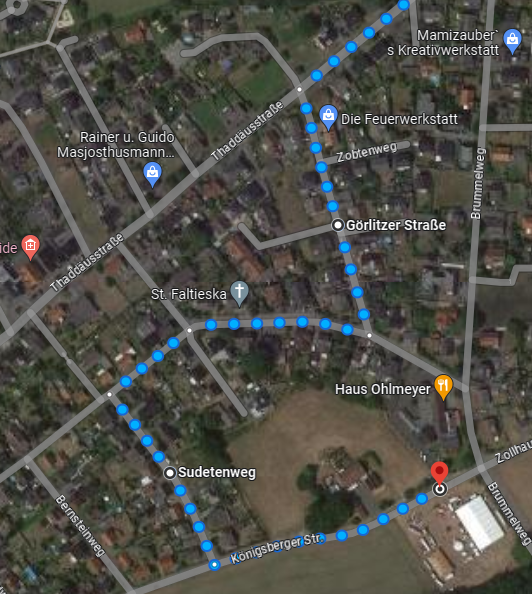 Mamizauber`
s Kreativwerkstatt
Die Feuerwerkstatt
Rainer u. Guido
Masjosthusmann...
Thaddäusstraße
Zobtenweg
Brummelweg
Görlitzer Straße
ide
Thaddäusstraße
St. Faltieska
Haus Ohlmeyer
Zollha
Sudetenweg
Bernsteinweg
Brummelweg
Königsberger Str.